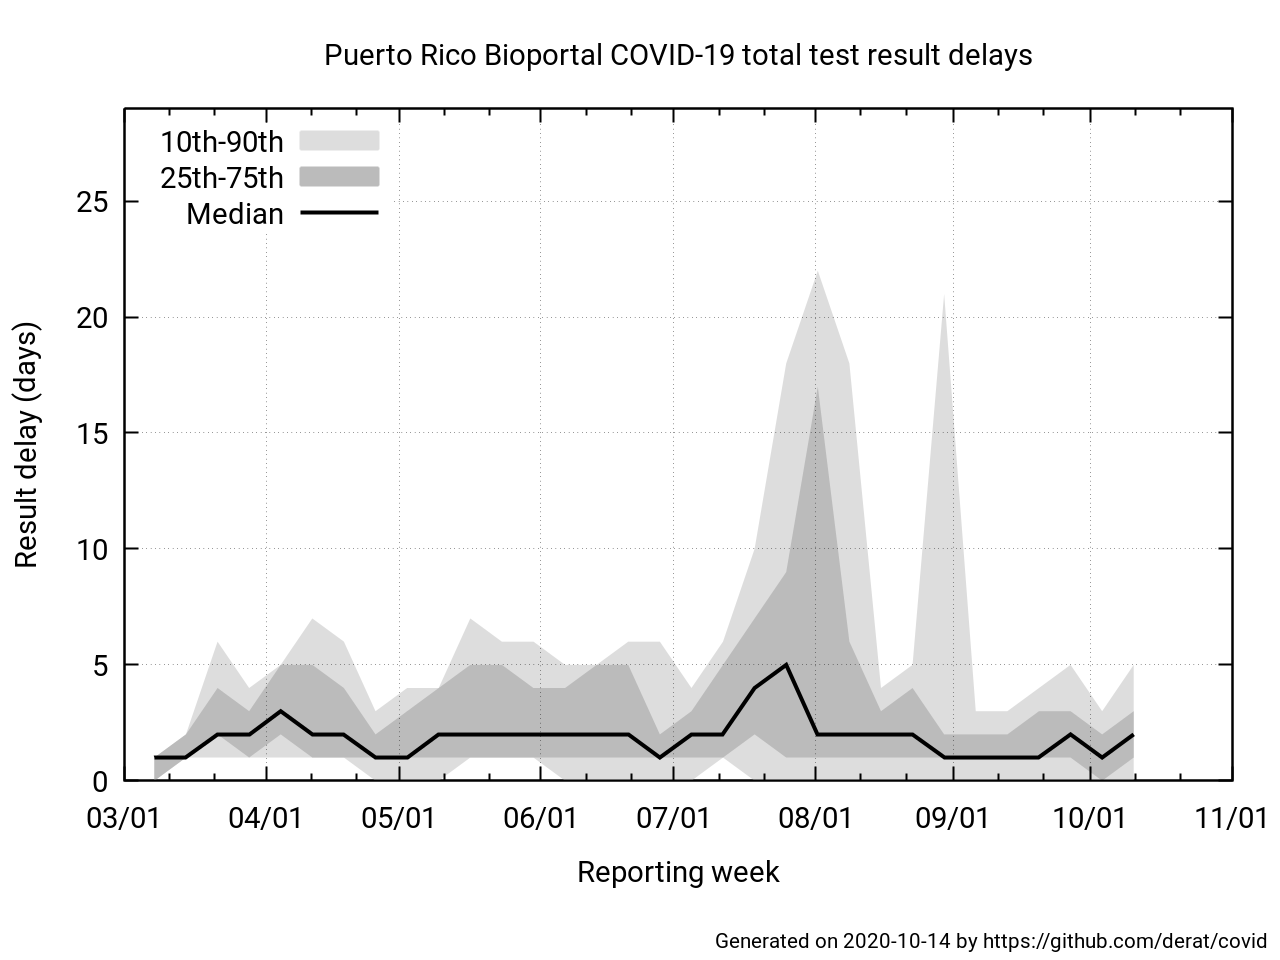 Puerto Rico Bioportal COVID-19 total test result delays
10th-90th
25th-75th
Median
25
20
15
10
5
0
Result delay (days)
03/01 04/01 05/01 06/01 07/01 08/01 09/01 10/01 11/01
Reporting week
Generated on 2020-10-14 by https://github.com/derat/covid